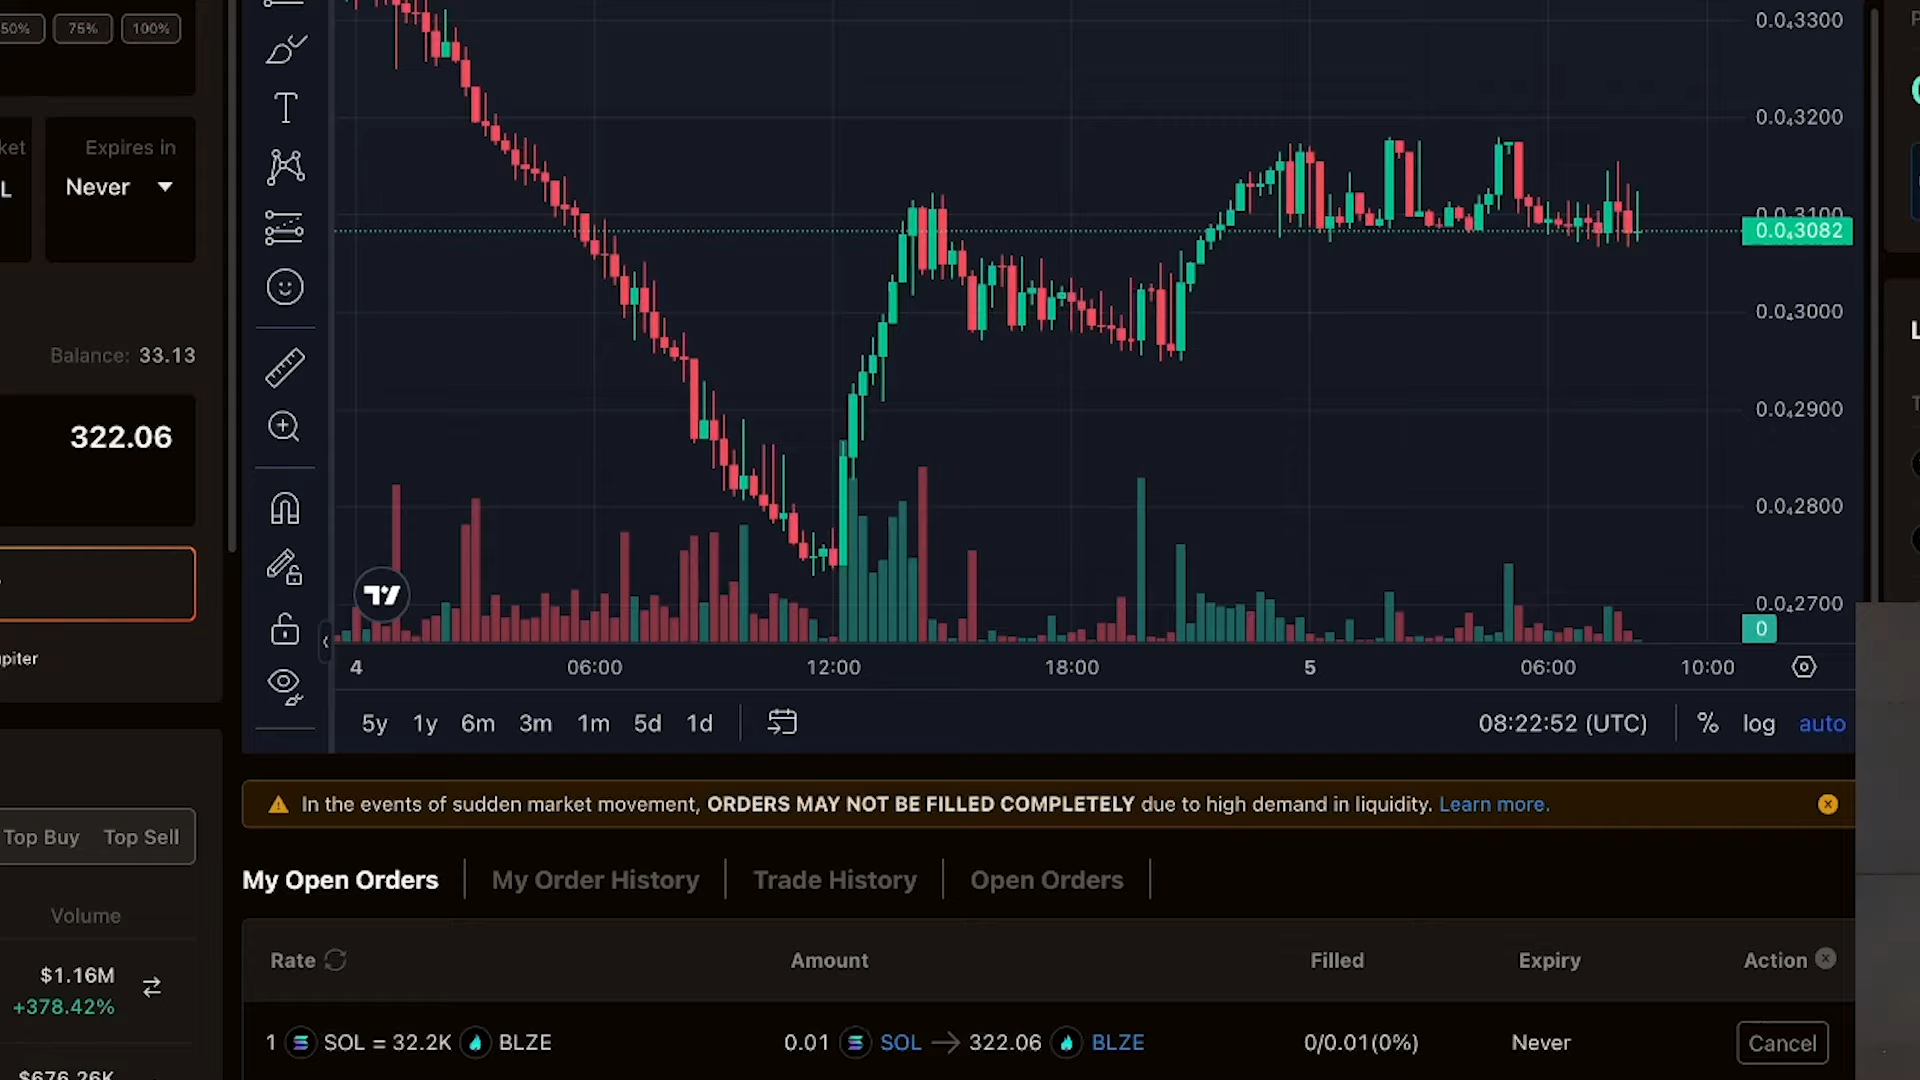 50% 75% 100%
ket
L
Expires in
Never
Balance: 33.13
322.06
piter
Top Buy Top Sell
Volume
$1.16M
+378.42%
$676.26K
T
0.0₄3300
0.0₄3200
0.0₄3100
0.0₄3082
0.0₄3000
0.0₄2900
0.0₄2800
0.0₄2700
0
4 06:00 12:00 18:00 5 06:00 10:00
5y 1y 6m 3m 1m 5d 1d
08:22:52 (UTC) % log auto
In the events of sudden market movement, ORDERS MAY NOT BE FILLED COMPLETELY due to high demand in liquidity. Learn more.
My Open Orders My Order History Trade History Open Orders
Rate Amount Filled Expiry Action
1 SOL = 32.2K BLZE 0.01 SOL → 322.06 BLZE 0/0.01(0%) Never Cancel